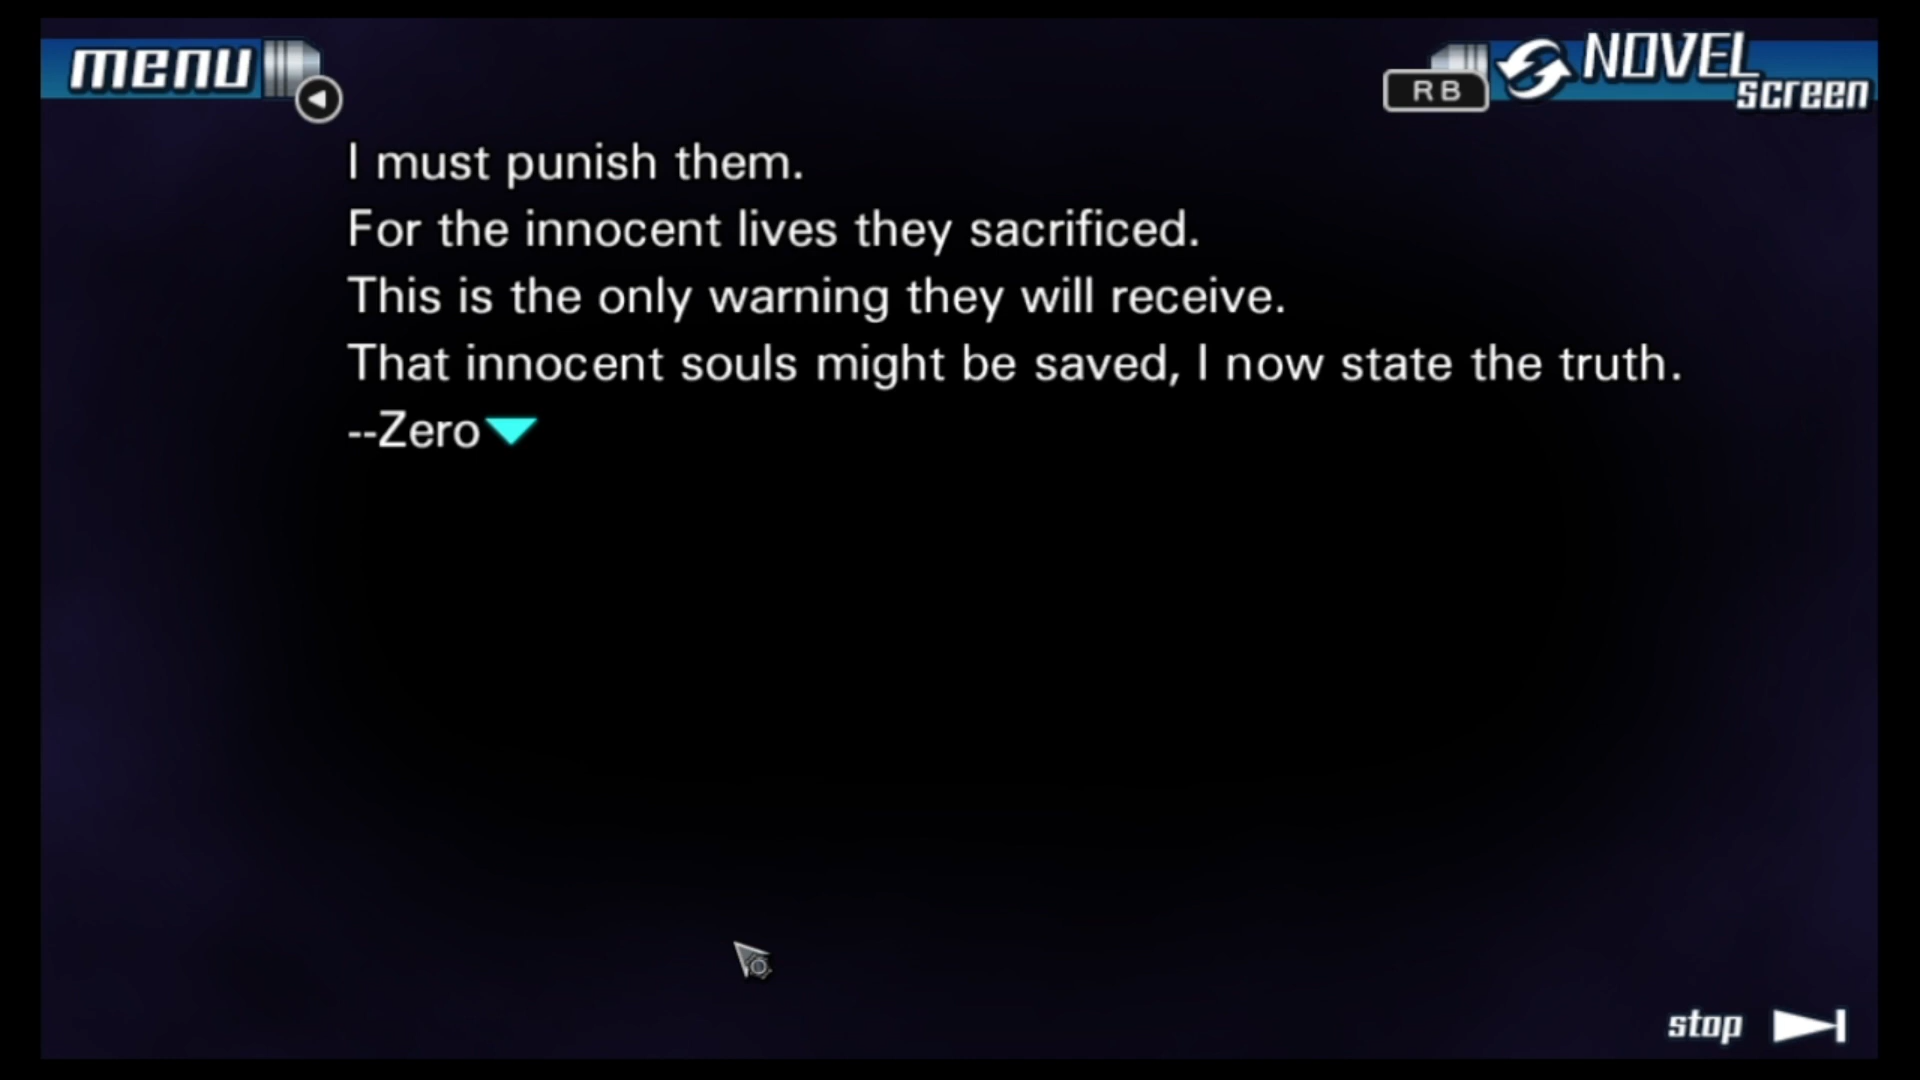 menu
RB
NOVEL
screen
I must punish them.
For the innocent lives they sacrificed.
This is the only warning they will receive.
That innocent souls might be saved, I now state the truth.
--Zero
stop